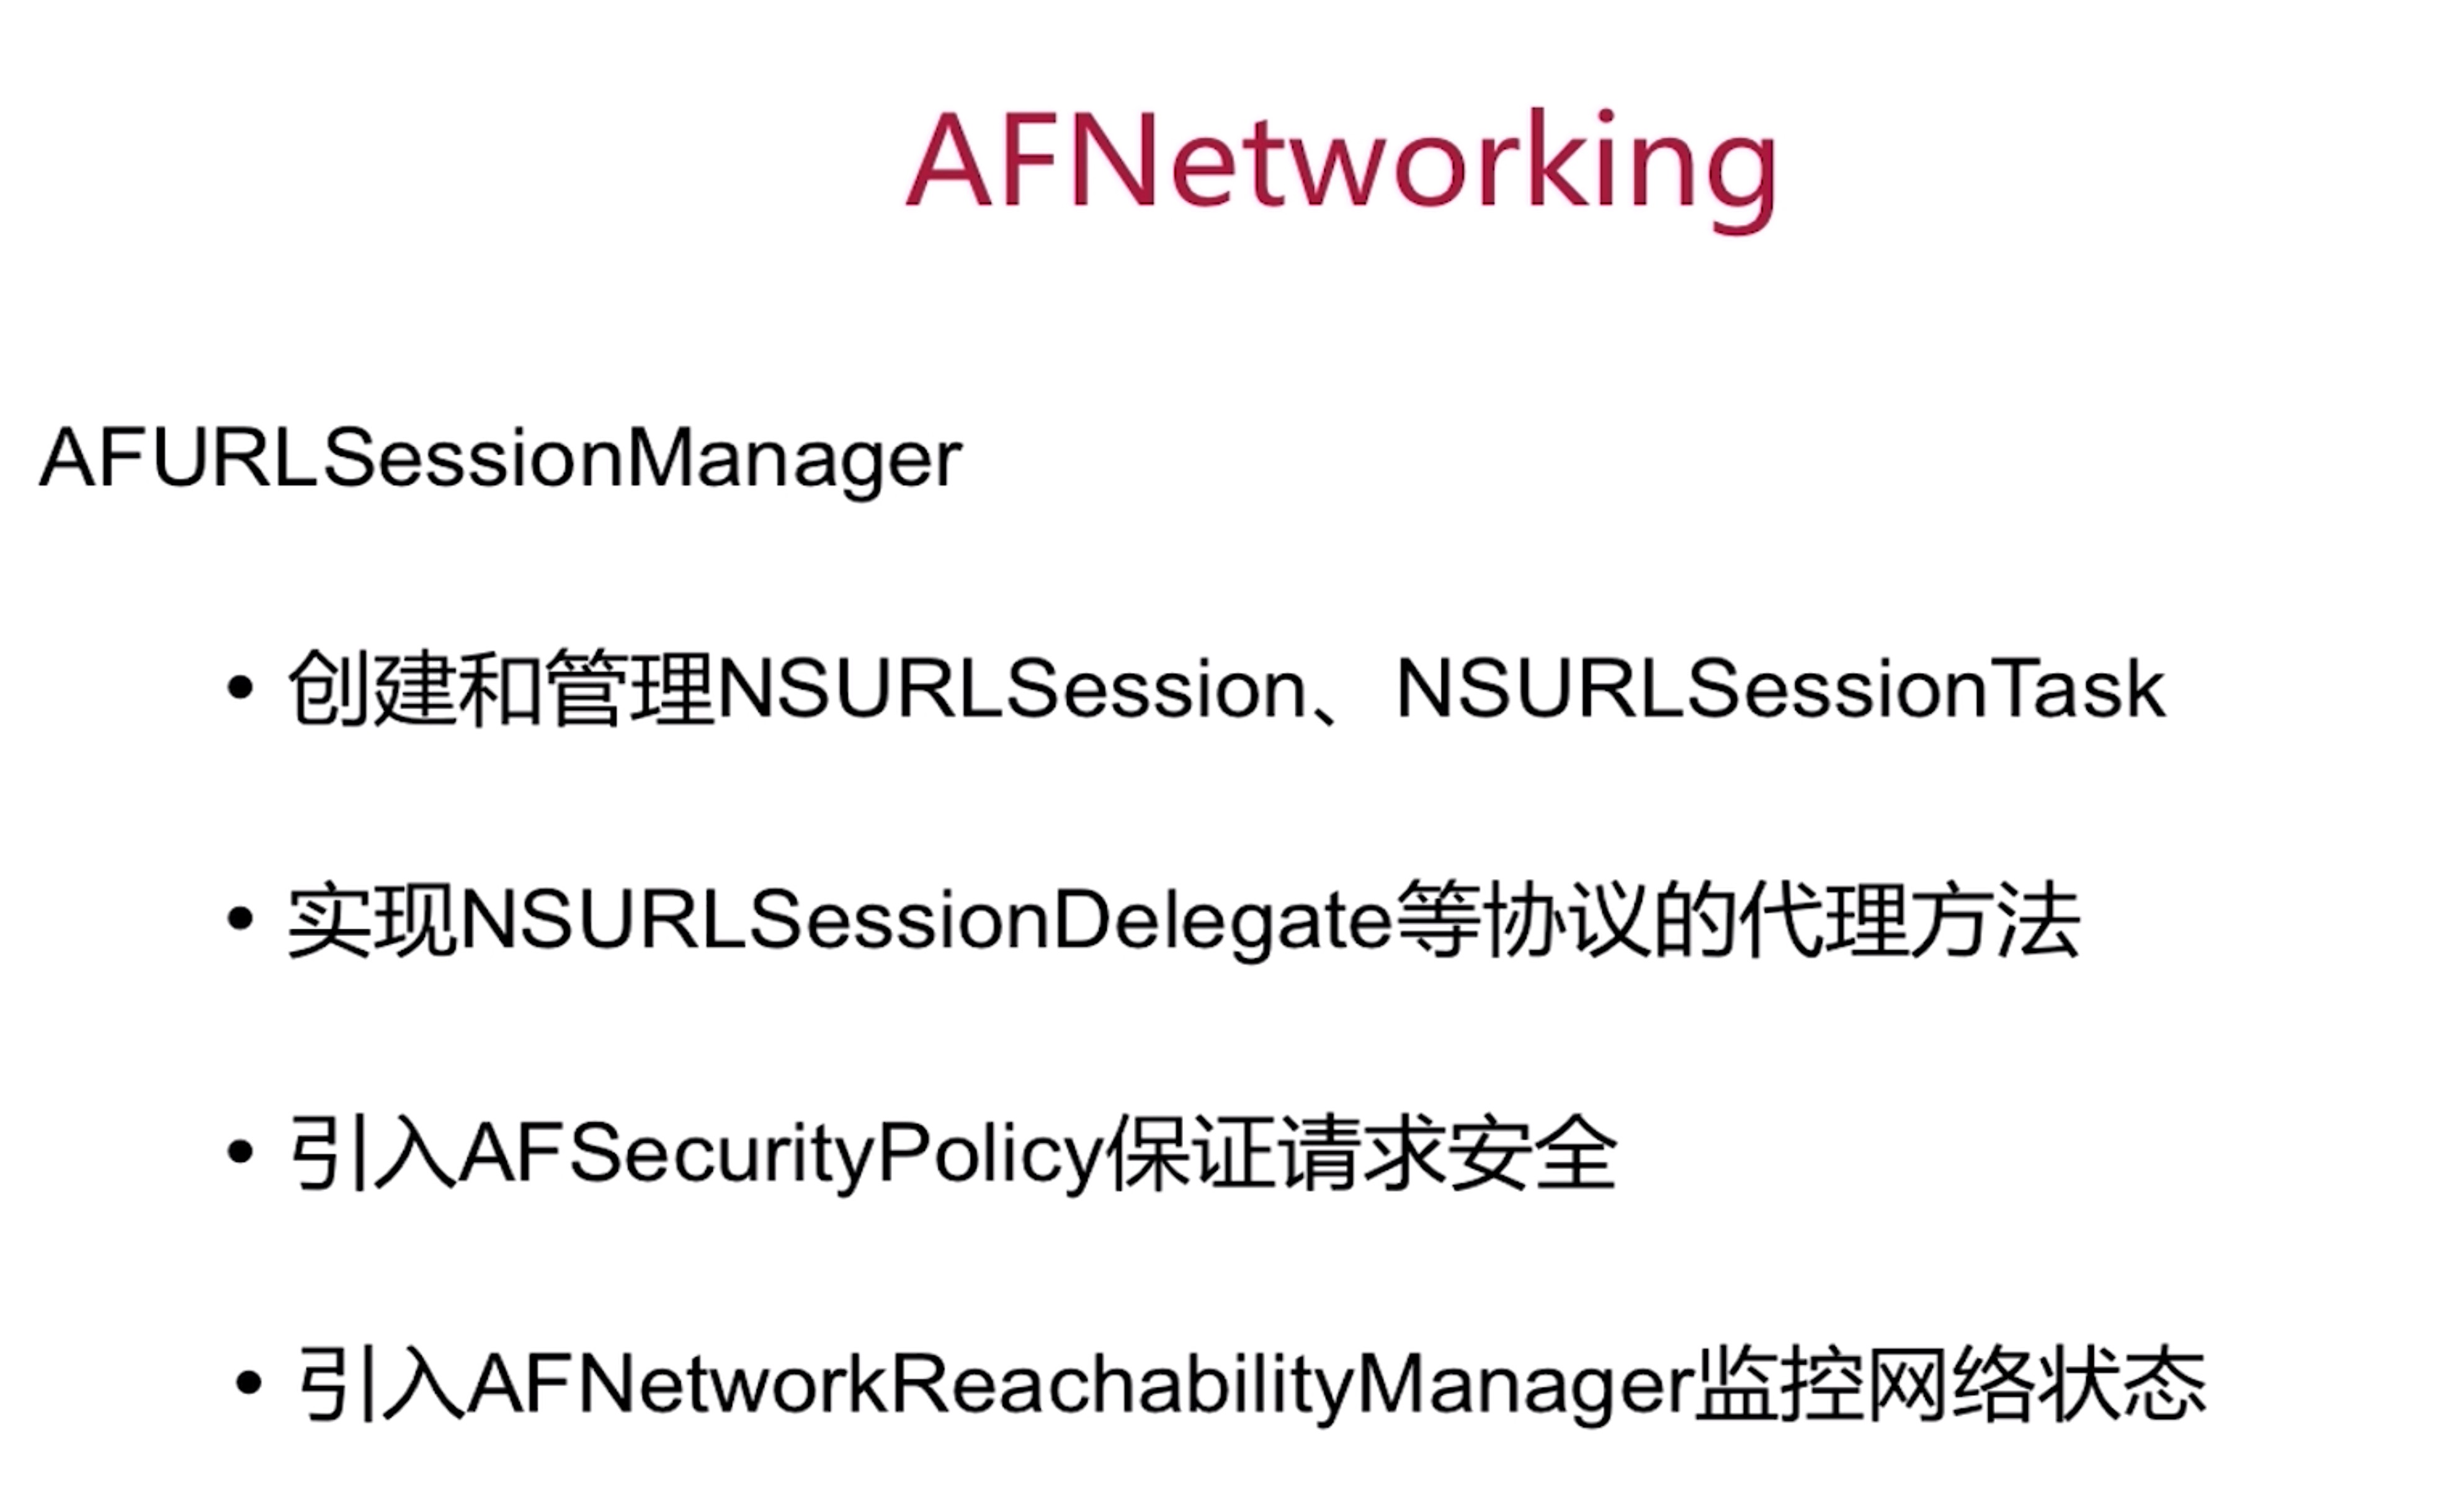 AFNetworking
AFURLSessionManager
• 创建和管理NSURLSession、NSURLSessionTask
• 实现NSURLSessionDelegate等协议的代理方法
• 引入AFSecurityPolicy保证请求安全
• 引入AFNetworkReachabilityManager监控网络状态